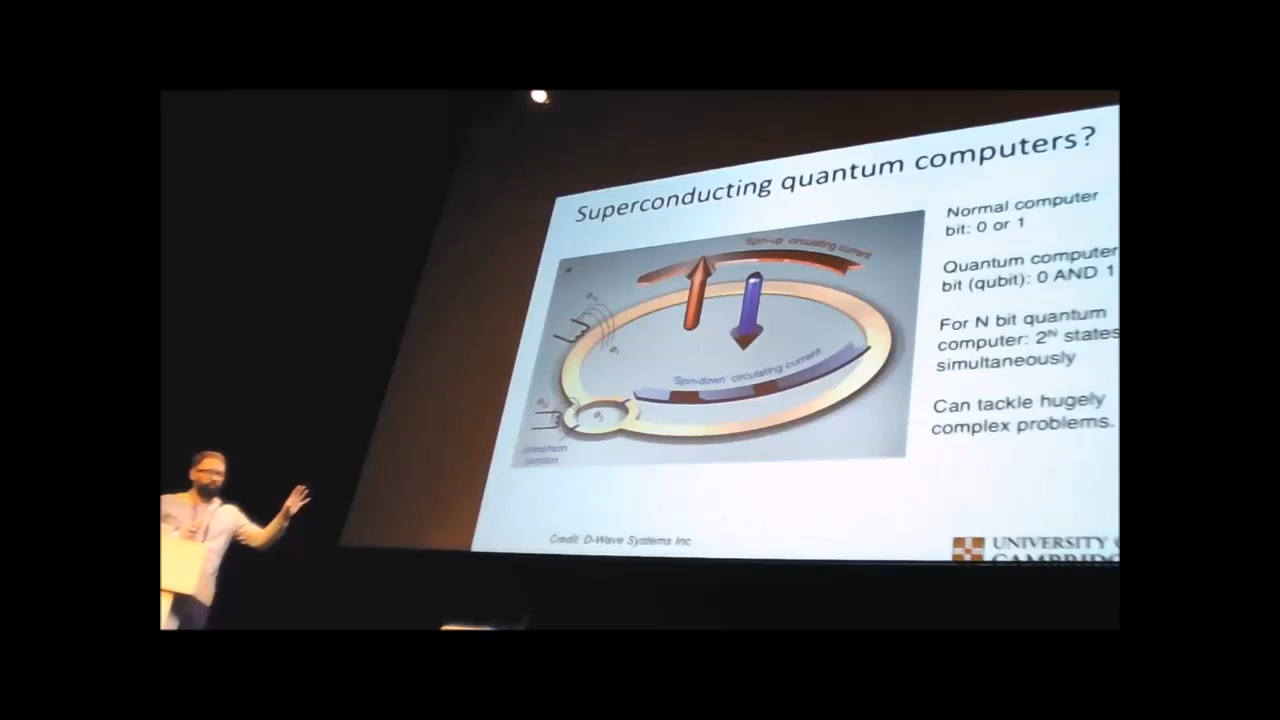 Superconducting quantum computers?
'Spin-up' circulating current
'Spin-down' circulating current
Josephson
junction
Normal computer
bit: 0 or 1
Quantum computer
bit (qubit): 0 AND 1
For N bit quantum
computer: 2ᴺ states
simultaneously
Can tackle hugely
complex problems.
Credit: D-Wave Systems Inc
UNIVERSITY